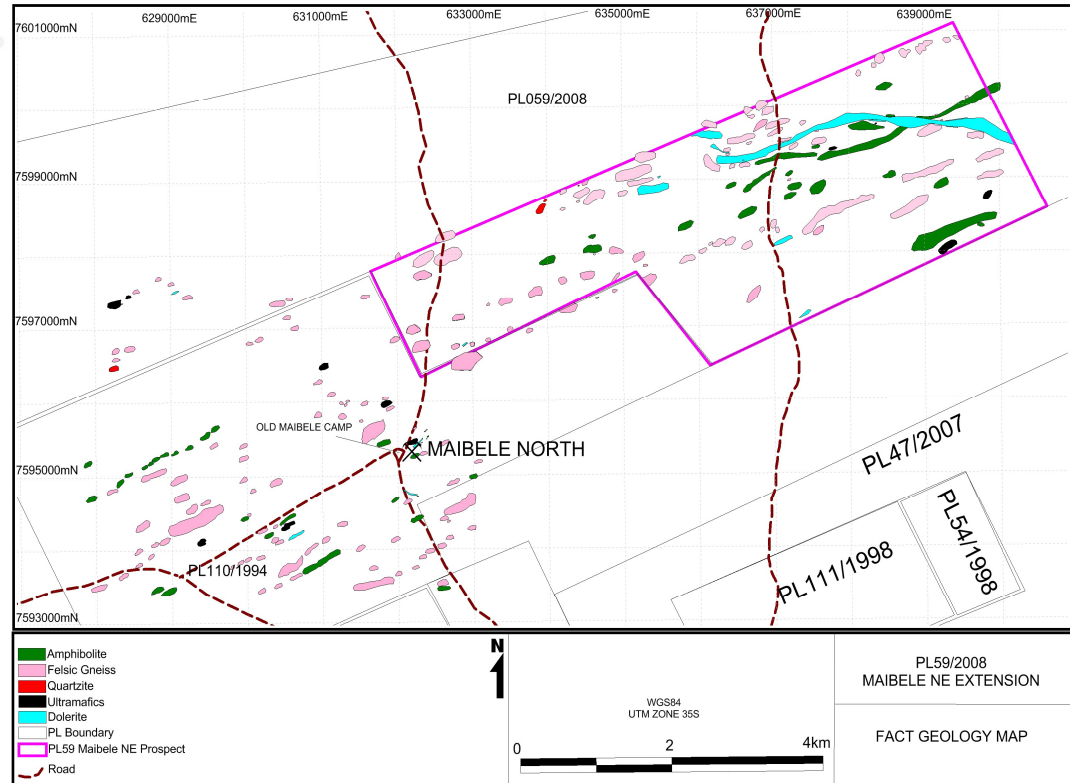 629000mE
631000mE
633000mE
635000mE
637000mE
639000mE
7601000mN
PL059/2008
7599000mN
7597000mN
OLD MAIBELE CAMP
MAIBELE NORTH
7595000mN
PL47/2007
PL54/1998
PL111/1998
PL110/1994
7593000mN
Amphibolite
Felsic Gneiss
Quartzite
Ultramafics
Dolerite
PL Boundary
PL59 Maibele NE Prospect
Road
N
WGS84
UTM ZONE 35S
0 2 4km
PL59/2008
MAIBELE NE EXTENSION
FACT GEOLOGY MAP